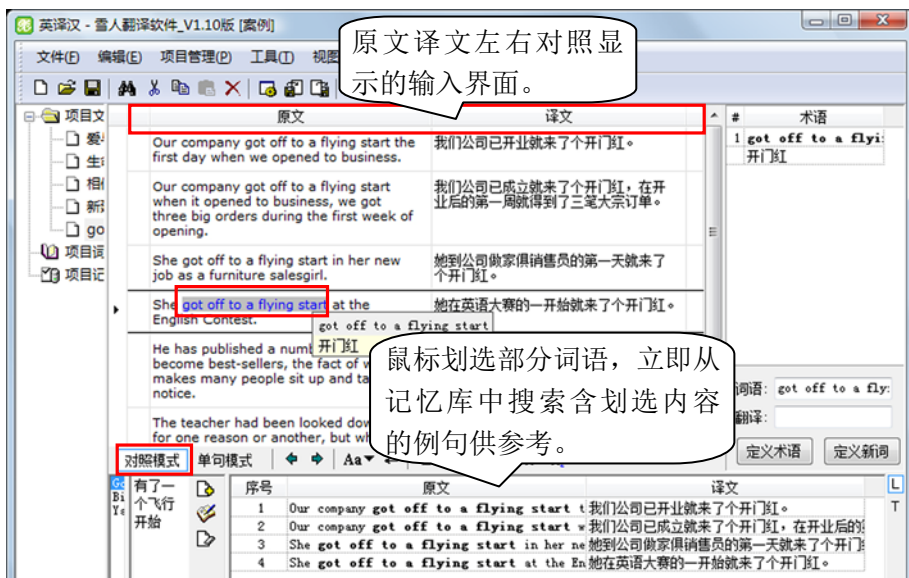 英译汉 - 雪人翻译软件_V1.10版 [案例]
文件(F) 编辑(E) 项目管理(P) 工具(T) 视图
原文译文左右对照显
示的输入界面。
项目文
爱
生
相
新
go
项目词
项目记
原文 译文
Our company got off to a flying start the
first day when we opened to business.
我们公司已开业就来了个开门红。
Our company got off to a flying start
when it opened to business, we got
three big orders during the first week of
opening.
我们公司已成立就来了个开门红，在开
业后的第一周就得到了三笔大宗订单。
She got off to a flying start in her new
job as a furniture salesgirl.
她到公司做家俱销售员的第一天就来了
个开门红。
She got off to a flying start at the
English Contest.
她在英语大赛的一开始就来了个开门红。
got off to a flying start
开门红
He has published a num
become best-sellers, the fact of w
makes many people sit up and ta
notice.
The teacher had been looked dow
for one reason or another, but wh
# 术语
1 got off to a flyi
开门红
鼠标划选部分词语，立即从
记忆库中搜索含划选内容
的例句供参考。
词语: got off to a fly
翻译:
定义术语 定义新词
对照模式 单句模式 Aa
Go
Bi
Ye
有了一
个飞行
开始
序号 原文 译文
1 Our company got off to a flying start t 我们公司已开业就来了个开门红。
2 Our company got off to a flying start w 我们公司已成立就来了个开门红，在开业后的
3 She got off to a flying start in her ne 她到公司做家俱销售员的第一天就来了个开门
4 She got off to a flying start at the En 她在英语大赛的一开始就来了个开门红。
L
T